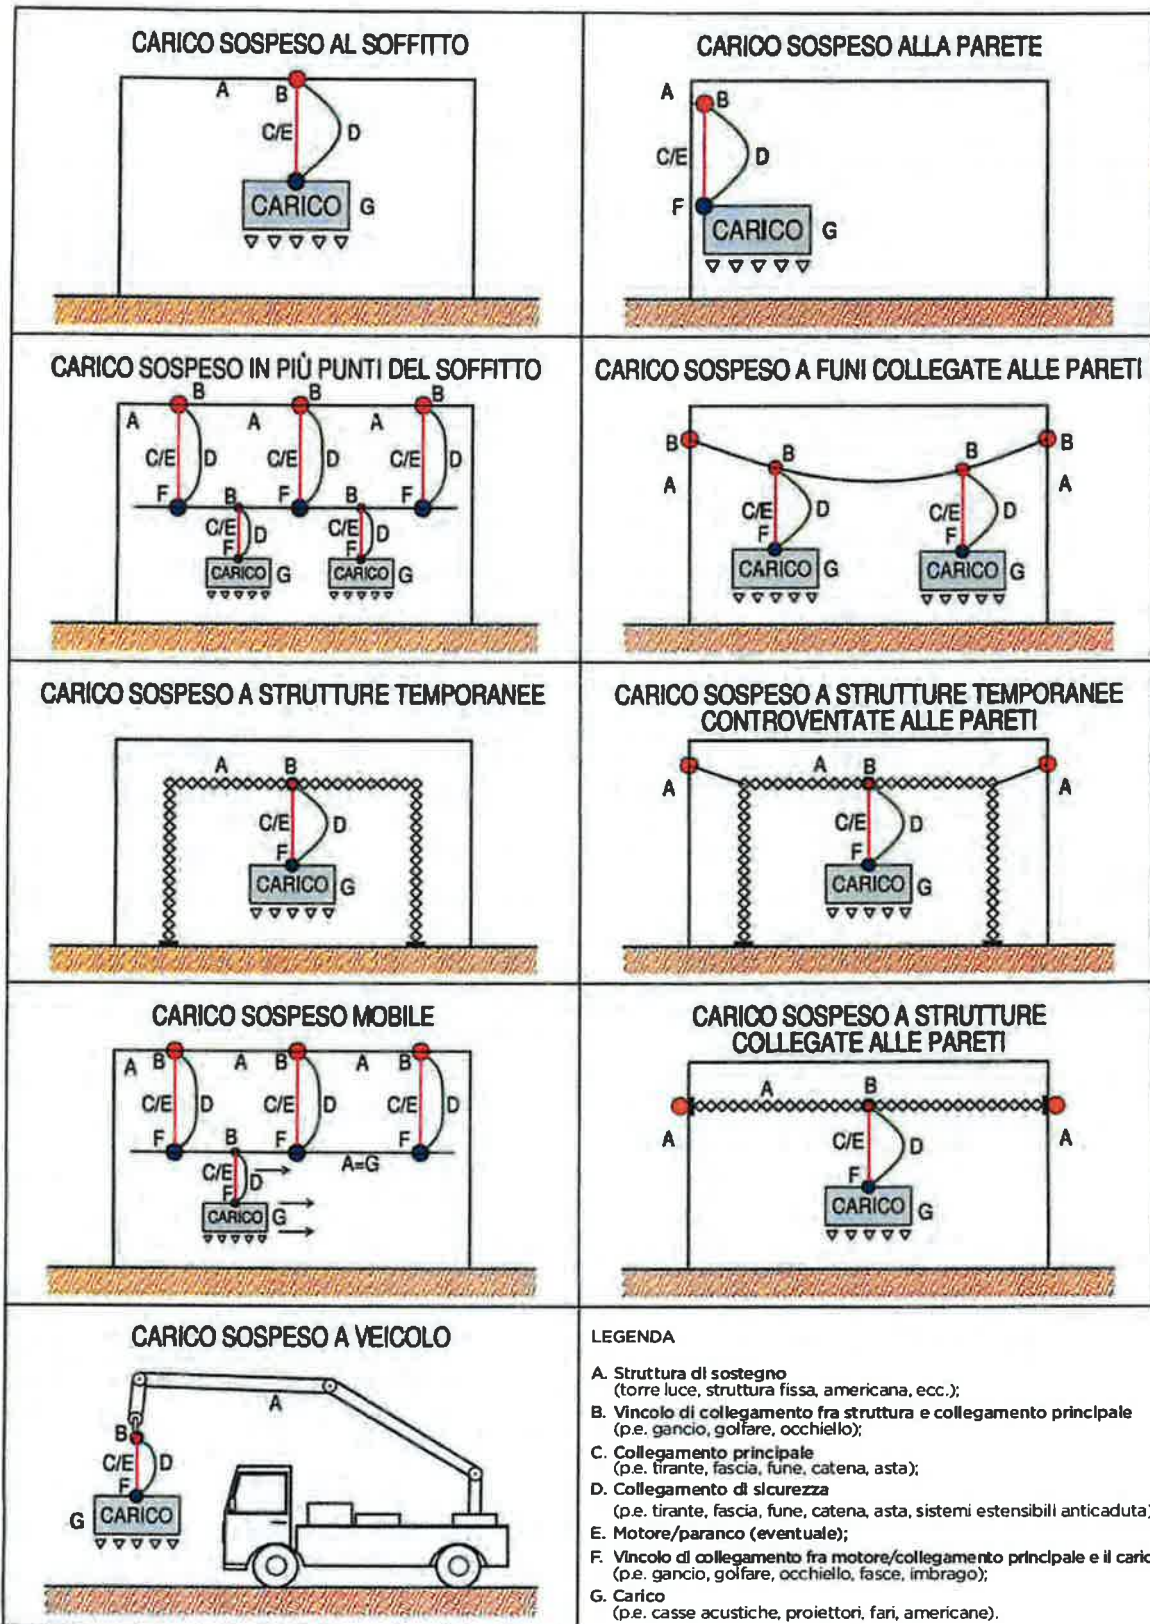 CARICO SOSPESO AL SOFFITTO
A B
C/E D
CARICO G
CARICO SOSPESO ALLA PARETE
A B
C/E D
F
CARICO G
CARICO SOSPESO IN PIÙ PUNTI DEL SOFFITTO
B B B
A A A
C/E D C/E D C/E D
F B F B F
C/E D C/E D
F F
CARICO G CARICO G
CARICO SOSPESO A FUNI COLLEGATE ALLE PARETI
B B B B
A A
C/E D C/E D
F F
CARICO G CARICO G
CARICO SOSPESO A STRUTTURE TEMPORANEE
A B
C/E D
F
CARICO G
CARICO SOSPESO A STRUTTURE TEMPORANEE
CONTROVENTATE ALLE PARETI
A B
A A
C/E D
F
CARICO G
CARICO SOSPESO MOBILE
A B A B A B
C/E D C/E D C/E D
F B F F
A=G
C/E D
F
CARICO G
CARICO SOSPESO A STRUTTURE
COLLEGATE ALLE PARETI
A B
A A
C/E D
F
CARICO G
CARICO SOSPESO A VEICOLO
A
B
C/E D
F
G CARICO
LEGENDA
A. Struttura di sostegno
(torre luce, struttura fissa, americana, ecc.);
B. Vincolo di collegamento fra struttura e collegamento principale
(p.e. gancio, golfare, occhiello);
C. Collegamento principale
(p.e. tirante, fascia, fune, catena, asta);
D. Collegamento di sicurezza
(p.e. tirante, fascia, fune, catena, asta, sistemi estensibili anticaduta)
E. Motore/paranco (eventuale);
F. Vincolo di collegamento fra motore/collegamento principale e il caric
(p.e. gancio, golfare, occhiello, fasce, imbrago);
G. Carico
(p.e. casse acustiche, proiettori, fari, americane).